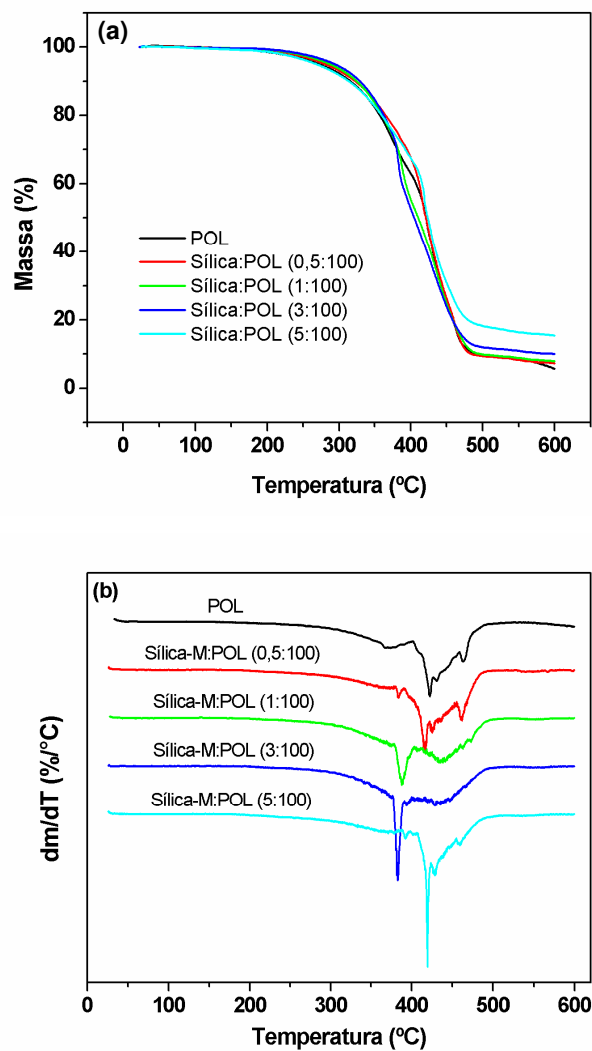 (a)
100
80
60
40
20
0
Massa (%)
POL
Sílica:POL (0,5:100)
Sílica:POL (1:100)
Sílica:POL (3:100)
Sílica:POL (5:100)
0 100 200 300 400 500 600
Temperatura (ºC)
(b)
POL
Sílica-M:POL (0,5:100)
Sílica-M:POL (1:100)
Sílica-M:POL (3:100)
Sílica-M:POL (5:100)
dm/dT (%/°C)
0 100 200 300 400 500 600
Temperatura (ºC)